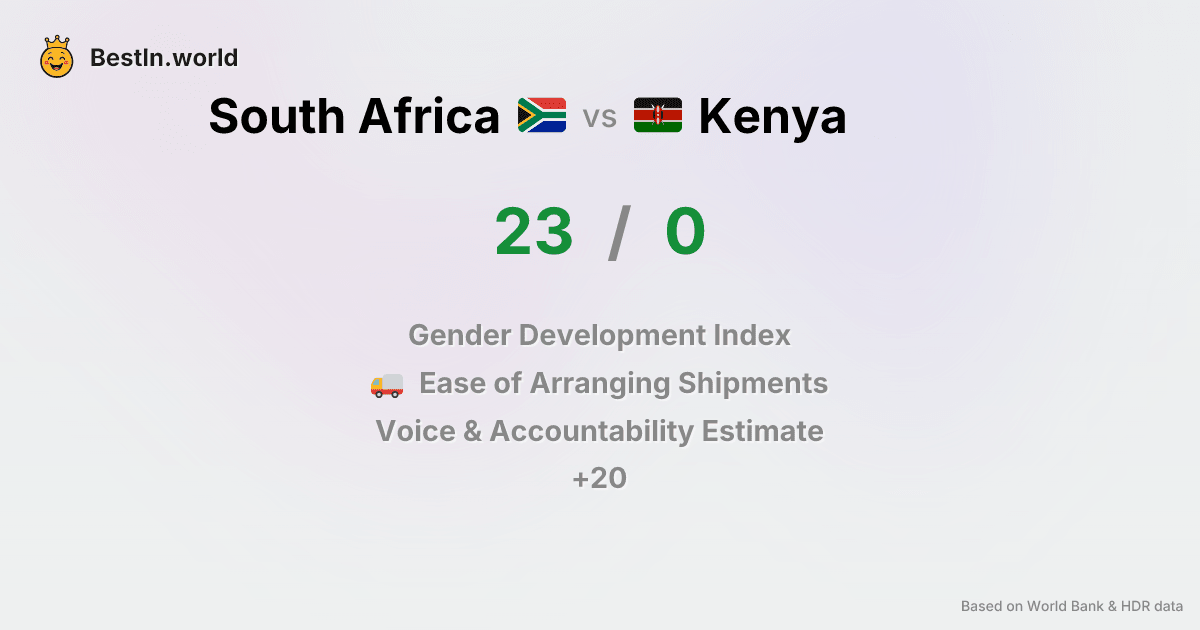 BestIn.world
South Africa vs Kenya
23 / 0
Gender Development Index
Ease of Arranging Shipments
Voice & Accountability Estimate
+20
Based on World Bank & HDR data